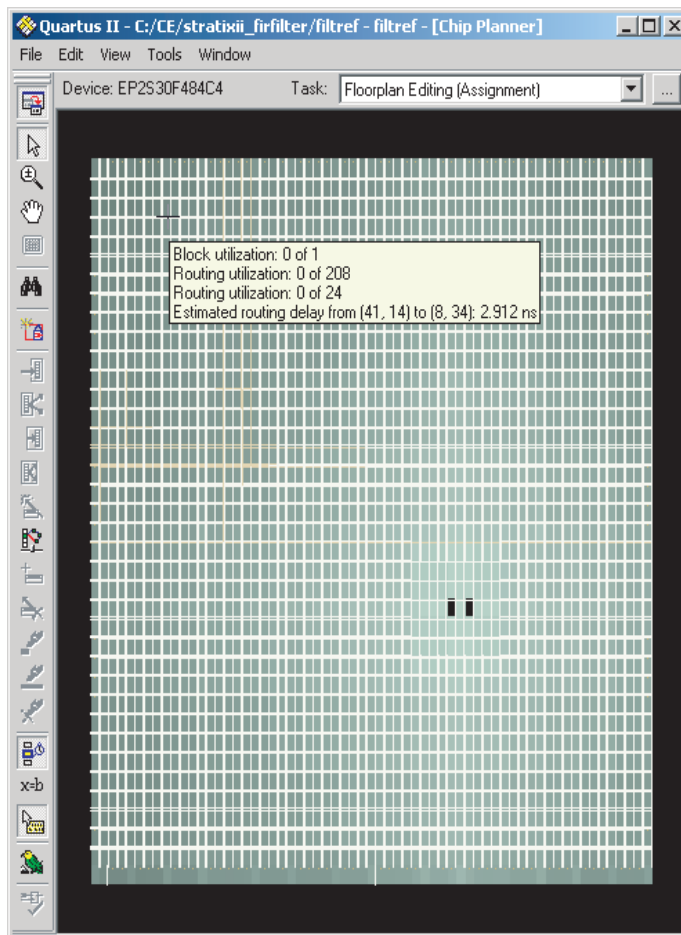 Quartus II - C:/CE/stratixii_firfilter/filtref - filtref - [Chip Planner]
File Edit View Tools Window
Device: EP2S30F484C4 Task: Floorplan Editing (Assignment) ...
Block utilization: 0 of 1
Routing utilization: 0 of 208
Routing utilization: 0 of 24
Estimated routing delay from (41, 14) to (8, 34): 2.912 ns
x=b